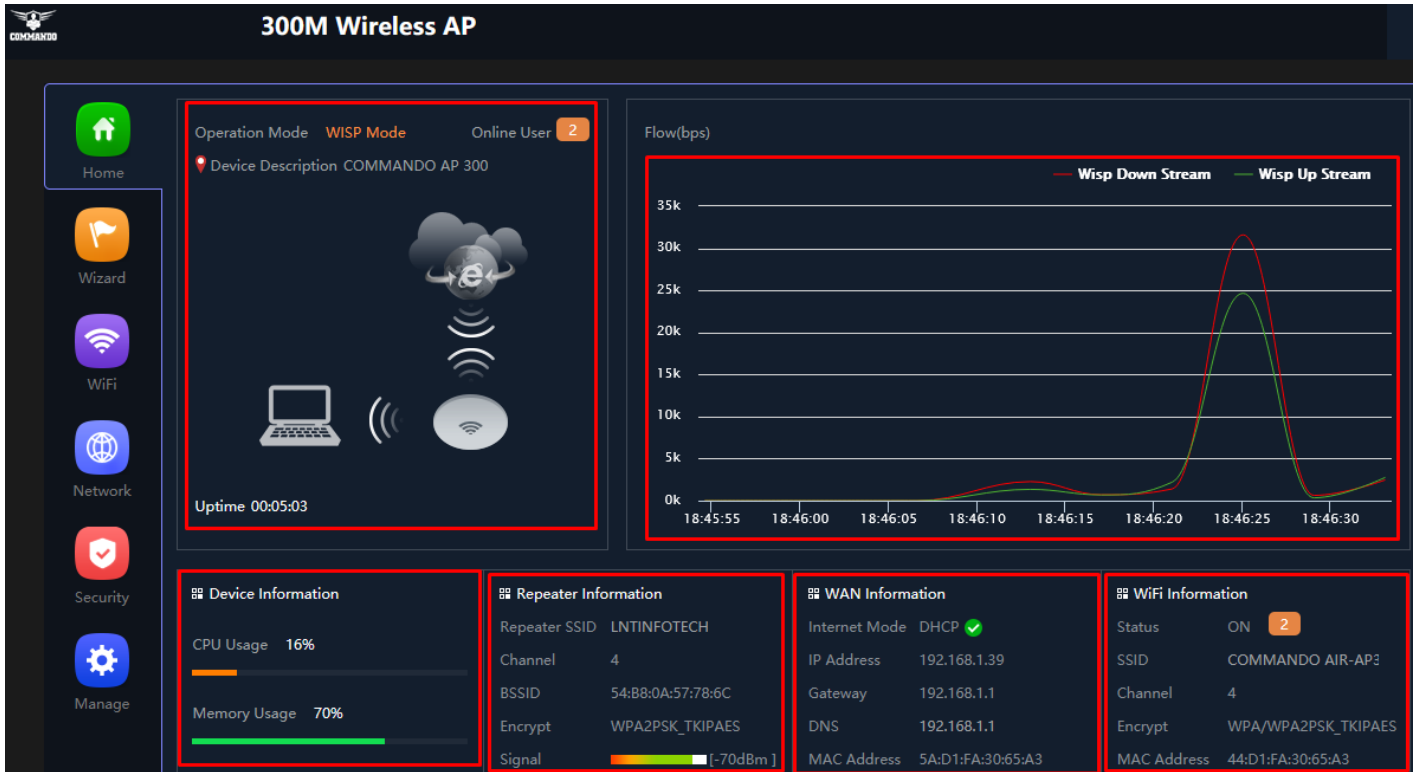 COMMANDO
300M Wireless AP
Home
Wizard
WiFi
Network
Security
Manage
Operation Mode WISP Mode Online User 2
Device Description COMMANDO AP 300
Uptime 00:05:03
Flow(bps)
Wisp Down Stream Wisp Up Stream
35k
30k
25k
20k
15k
10k
5k
0k
18:45:55 18:46:00 18:46:05 18:46:10 18:46:15 18:46:20 18:46:25 18:46:30
Device Information
CPU Usage 16%
Memory Usage 70%
Repeater Information
Repeater SSID LNTINFOTECH
Channel 4
BSSID 54:B8:0A:57:78:6C
Encrypt WPA2PSK_TKIPAES
Signal [-70dBm ]
WAN Information
Internet Mode DHCP
IP Address 192.168.1.39
Gateway 192.168.1.1
DNS 192.168.1.1
MAC Address 5A:D1:FA:30:65:A3
WiFi Information
Status ON 2
SSID COMMANDO AIR-AP3
Channel 4
Encrypt WPA/WPA2PSK_TKIPAES
MAC Address 44:D1:FA:30:65:A3